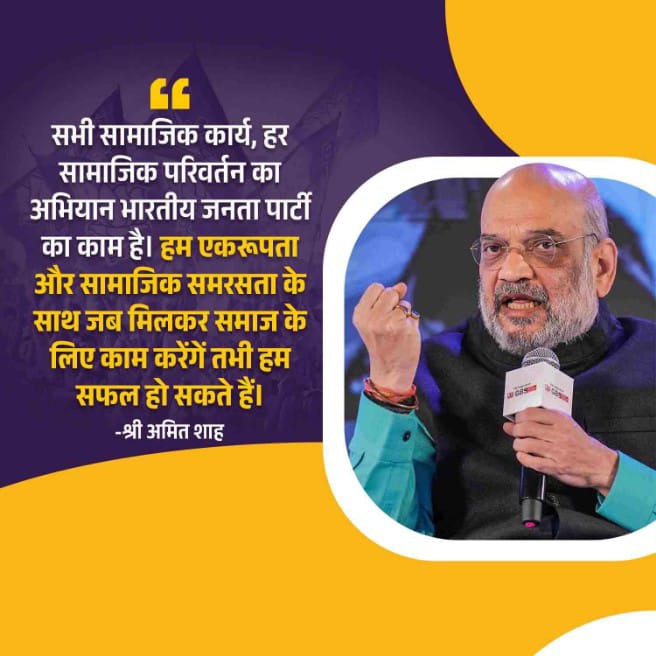 सभी सामाजिक कार्य, हर
सामाजिक परिवर्तन का
अभियान भारतीय जनता पार्टी
का काम है। हम एकरूपता
और सामाजिक समरसता के
साथ जब मिलकर समाज के
लिए काम करेंगें तभी हम
सफल हो सकते हैं।
-श्री अमित शाह